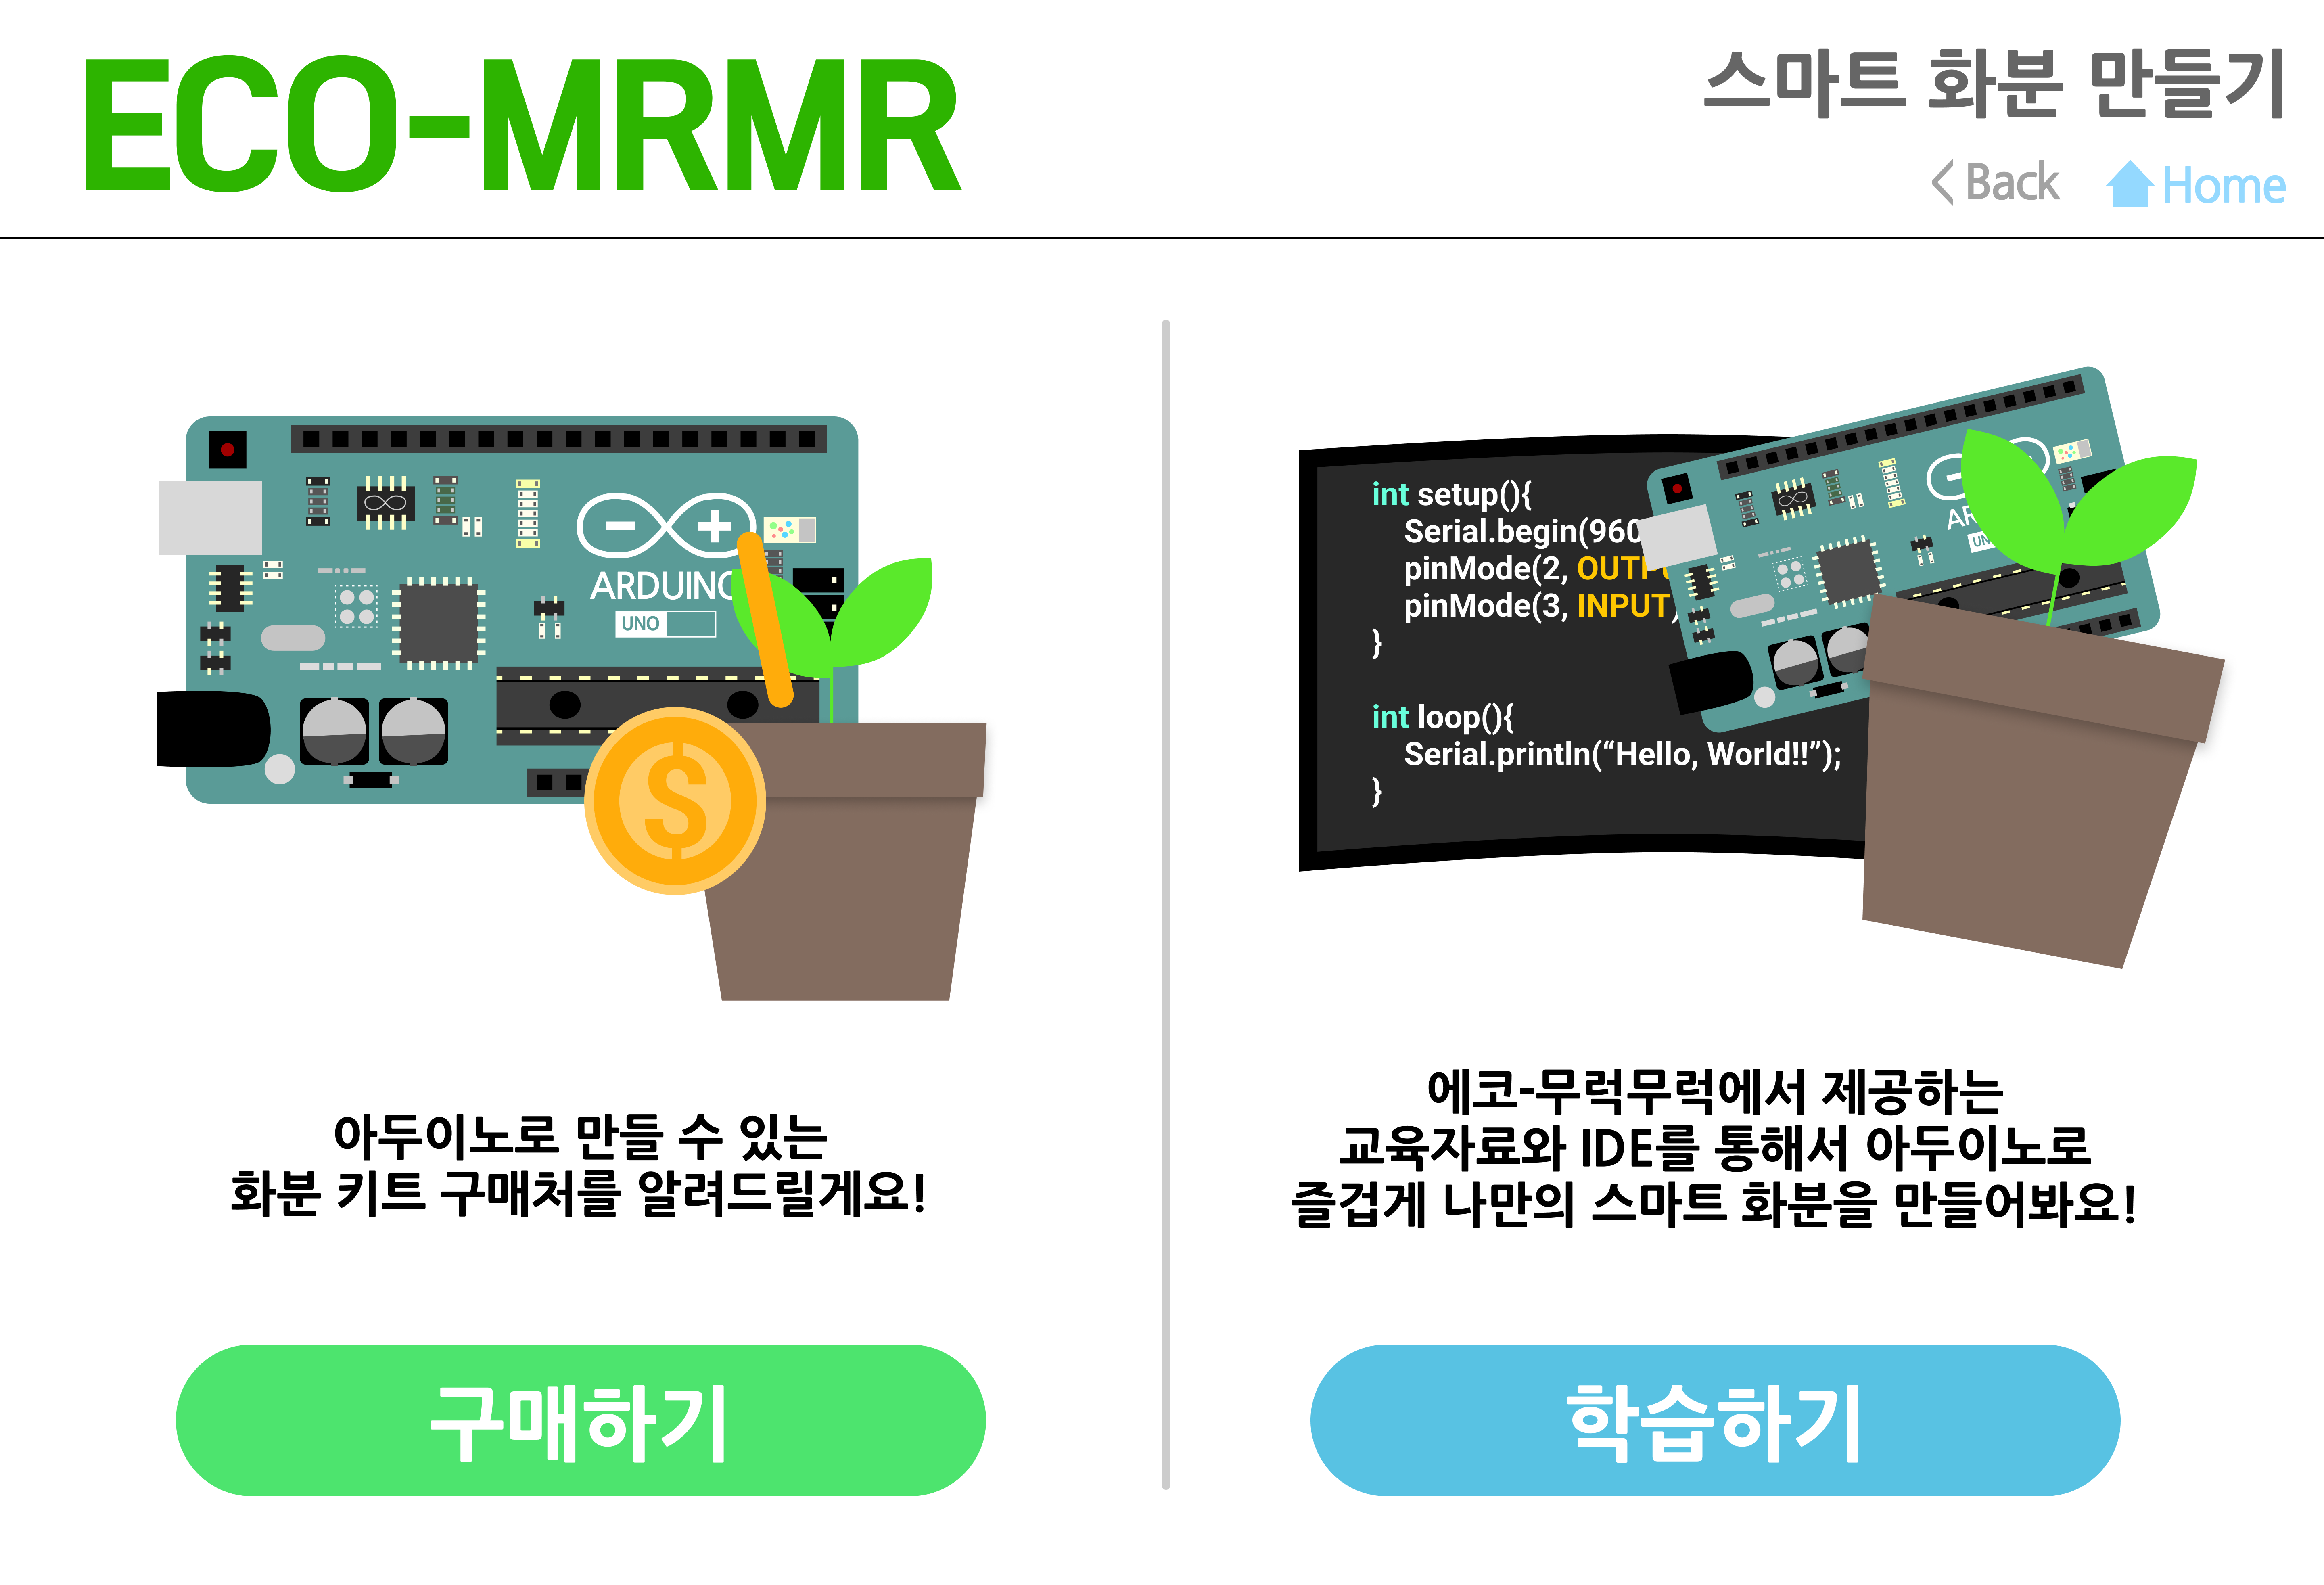 ECO-MRMR
스마트 화분 만들기
Back
Home
ARDUINO
UNO
아두이노로 만들 수 있는
화분 키트 구매처를 알려드릴게요!
구매하기
int setup(){
Serial.begin(960
pinMode(2, OUTPU
pinMode(3, INPUT)
}
int loop(){
Serial.println(“Hello, World!!”);
}
에코-무럭무럭에서 제공하는
교육자료와 IDE를 통해서 아두이노로
즐겁게 나만의 스마트 화분을 만들어봐요!
학습하기